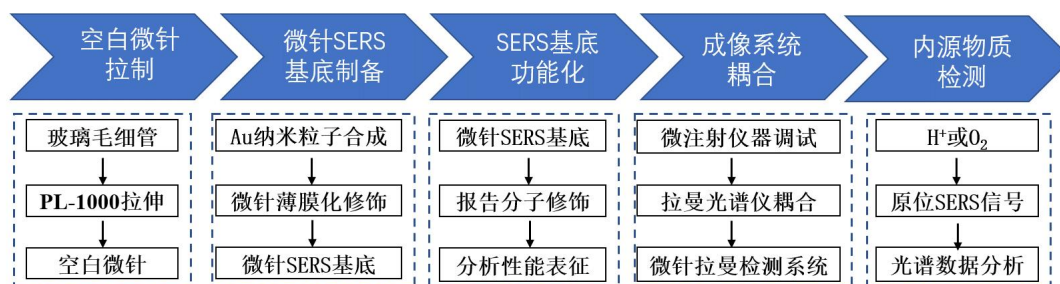 空白微针
拉制
微针SERS
基底制备
SERS基底
功能化
成像系统
耦合
内源物质
检测
玻璃毛细管
PL-1000拉伸
空白微针
Au纳米粒子合成
微针薄膜化修饰
微针SERS基底
微针SERS基底
报告分子修饰
分析性能表征
微注射仪器调试
拉曼光谱仪耦合
微针拉曼检测系统
H⁺或O₂
原位SERS信号
光谱数据分析